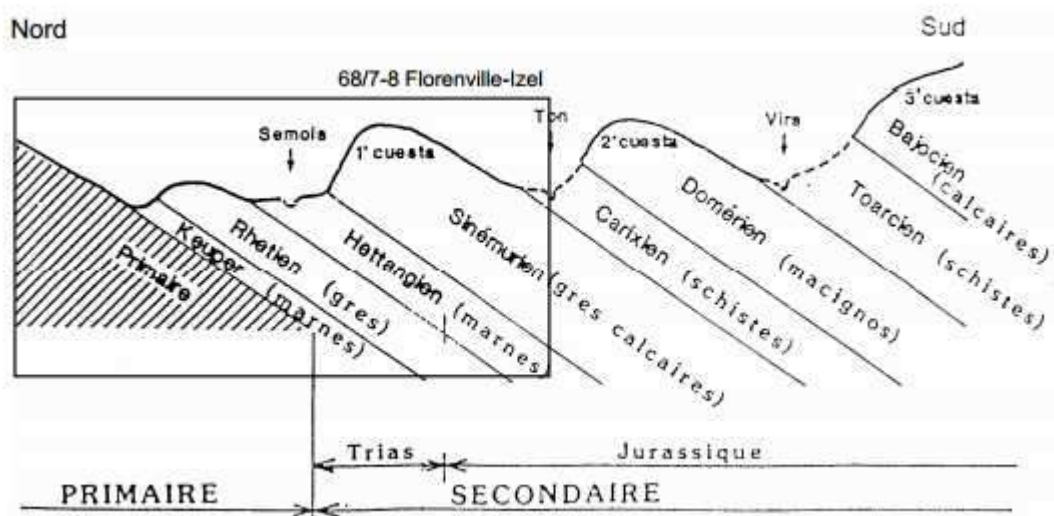 Nord
Sud
68/7-8 Florenville-Izel
Semois
1° cuesta
Ton
2° cuesta
Vire
3° cuesta
Primaire
Keuper (marnes)
Rhétien (gres)
Hettangien (marnes
Sinémurien (gres calcaires)
Carixien (schistes)
Domérien (macignos)
Toarcien (schistes)
Bajocien (calcaires)
Trias
Jurassique
PRIMAIRE
SECONDAIRE